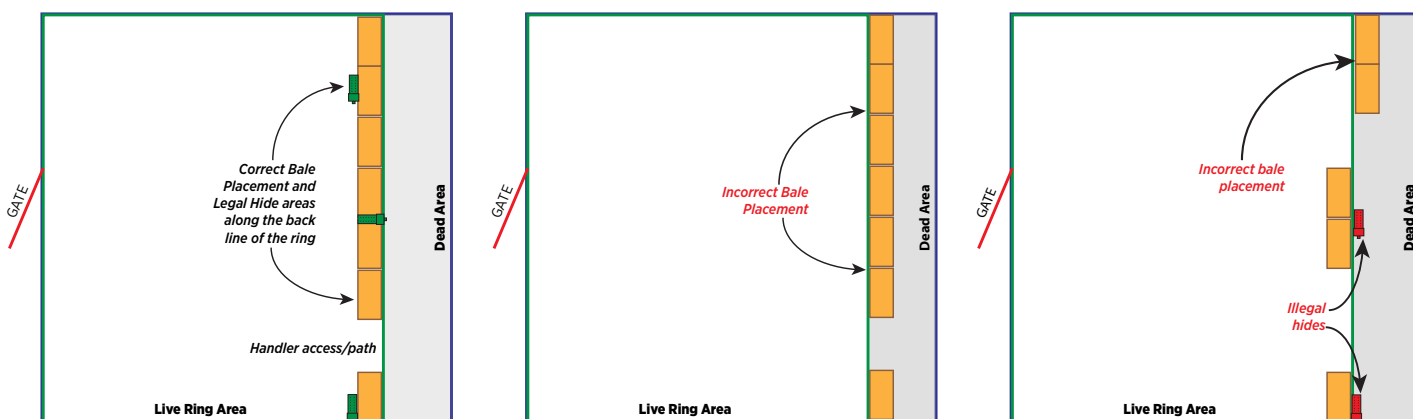 GATE
Correct Bale
Placement and
Legal Hide areas
along the back
line of the ring
Handler access/path
Live Ring Area
Dead Area
GATE
Incorrect Bale
Placement
Live Ring Area
Dead Area
GATE
Incorrect bale
placement
Illegal
hides
Live Ring Area
Dead Area